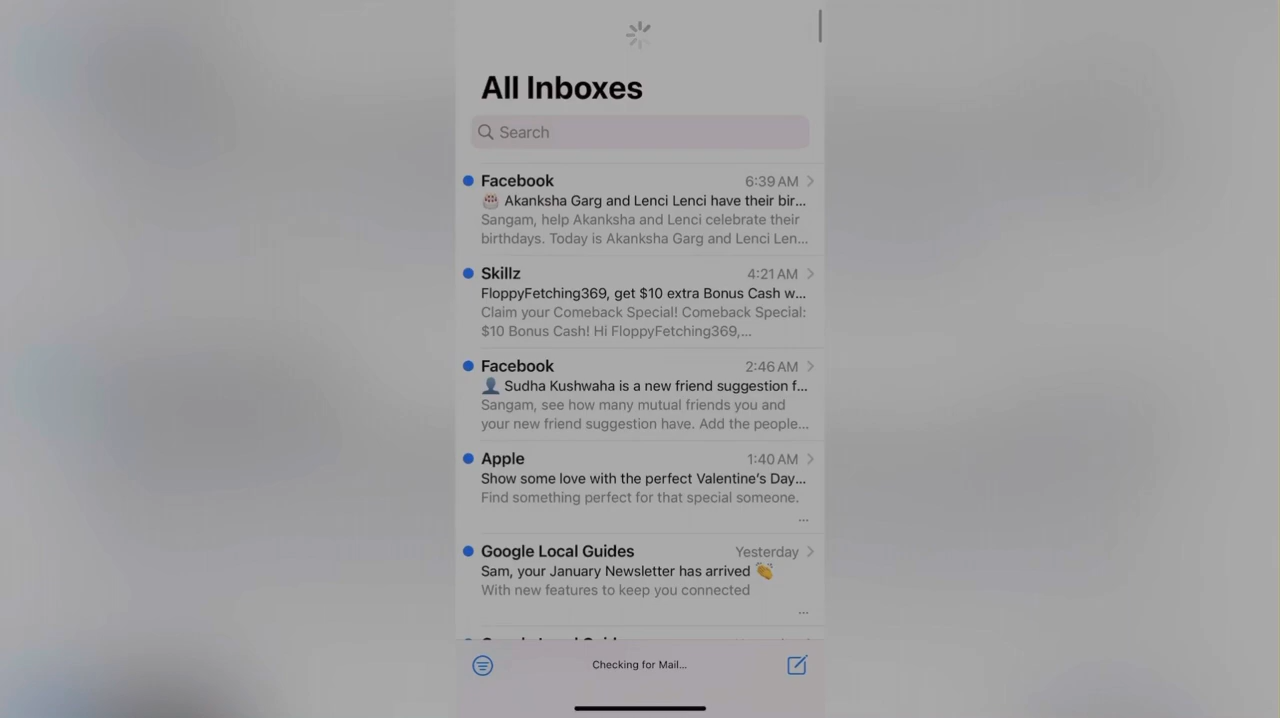 All Inboxes
Search
Facebook 6:39 AM
🎂 Akanksha Garg and Lenci Lenci have their bir...
Sangam, help Akanksha and Lenci celebrate their
birthdays. Today is Akanksha Garg and Lenci Len...
Skillz 4:21 AM
FloppyFetching369, get $10 extra Bonus Cash w...
Claim your Comeback Special! Comeback Special:
$10 Bonus Cash! Hi FloppyFetching369,...
Facebook 2:46 AM
👤 Sudha Kushwaha is a new friend suggestion f...
Sangam, see how many mutual friends you and
your new friend suggestion have. Add the people...
Apple 1:40 AM
Show some love with the perfect Valentine's Day...
Find something perfect for that special someone.
...
Google Local Guides Yesterday
Sam, your January Newsletter has arrived 👏
With new features to keep you connected
...
Checking for Mail...